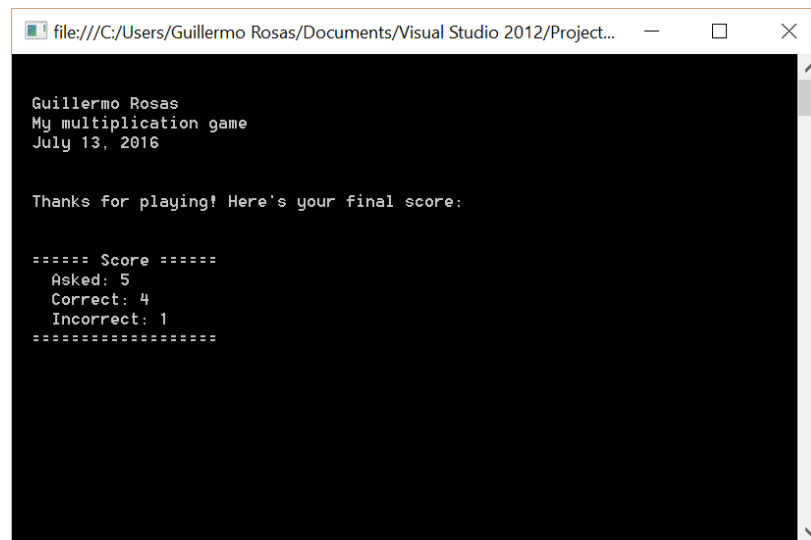 file:///C:/Users/Guillermo Rosas/Documents/Visual Studio 2012/Project...
Guillermo Rosas
My multiplication game
July 13, 2016
Thanks for playing! Here's your final score:
====== Score ======
Asked: 5
Correct: 4
Incorrect: 1
===================